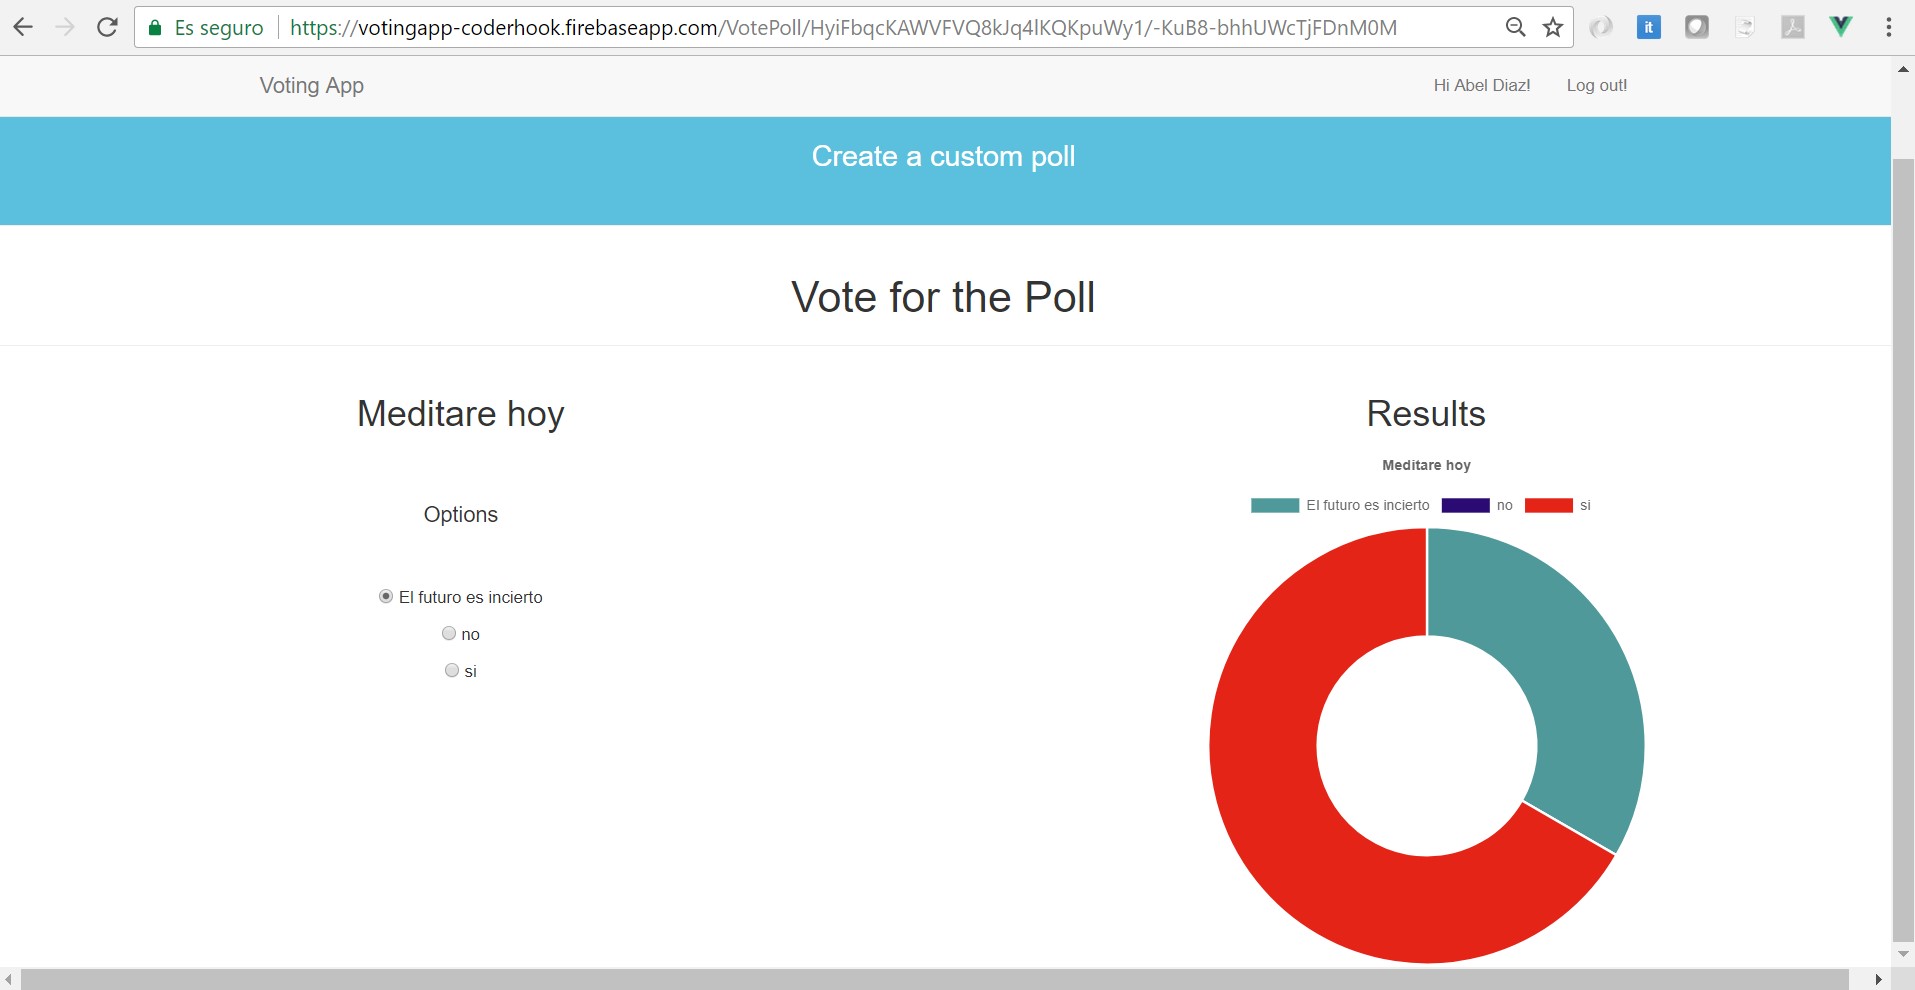 Es seguro https://votingapp-coderhook.firebaseapp.com/VotePoll/HyiFbqcKAWVFVQ8kJq4lKQKpuWy1/-KuB8-bhhUWcTjFDnM0M
it
Voting App Hi Abel Diaz! Log out!
Create a custom poll
Vote for the Poll
Meditare hoy
Options
El futuro es incierto
no
si
Results
Meditare hoy
El futuro es incierto no si